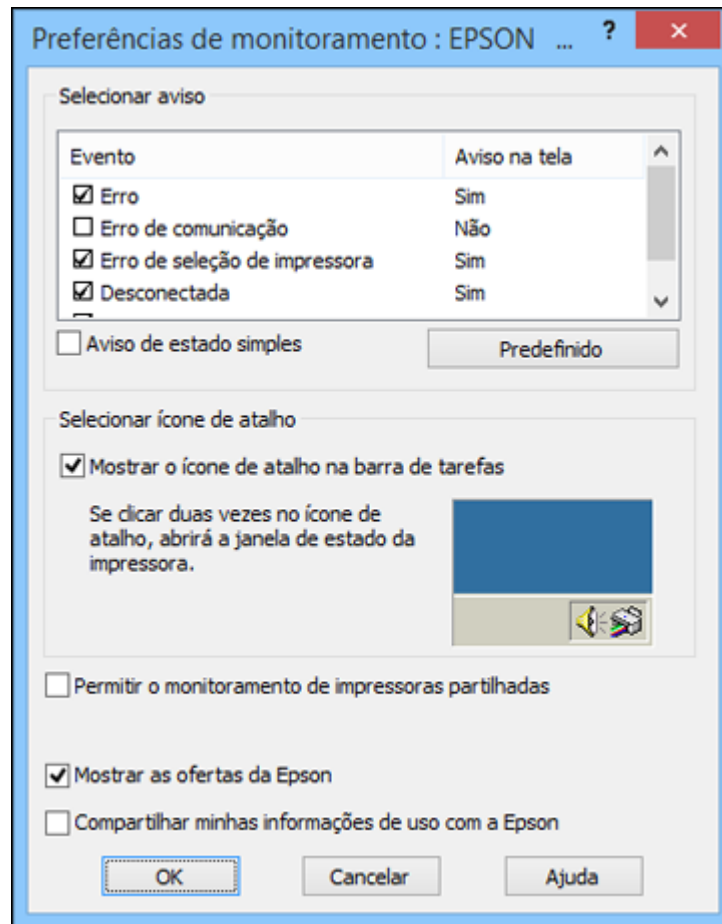 Preferências de monitoramento : EPSON ... ?
Selecionar aviso
Evento Aviso na tela
Erro Sim
Erro de comunicação Não
Erro de seleção de impressora Sim
Desconectada Sim
Aviso de estado simples Predefinido
Selecionar ícone de atalho
Mostrar o ícone de atalho na barra de tarefas
Se clicar duas vezes no ícone de
atalho, abrirá a janela de estado da
impressora.
Permitir o monitoramento de impressoras partilhadas
Mostrar as ofertas da Epson
Compartilhar minhas informações de uso com a Epson
OK Cancelar Ajuda